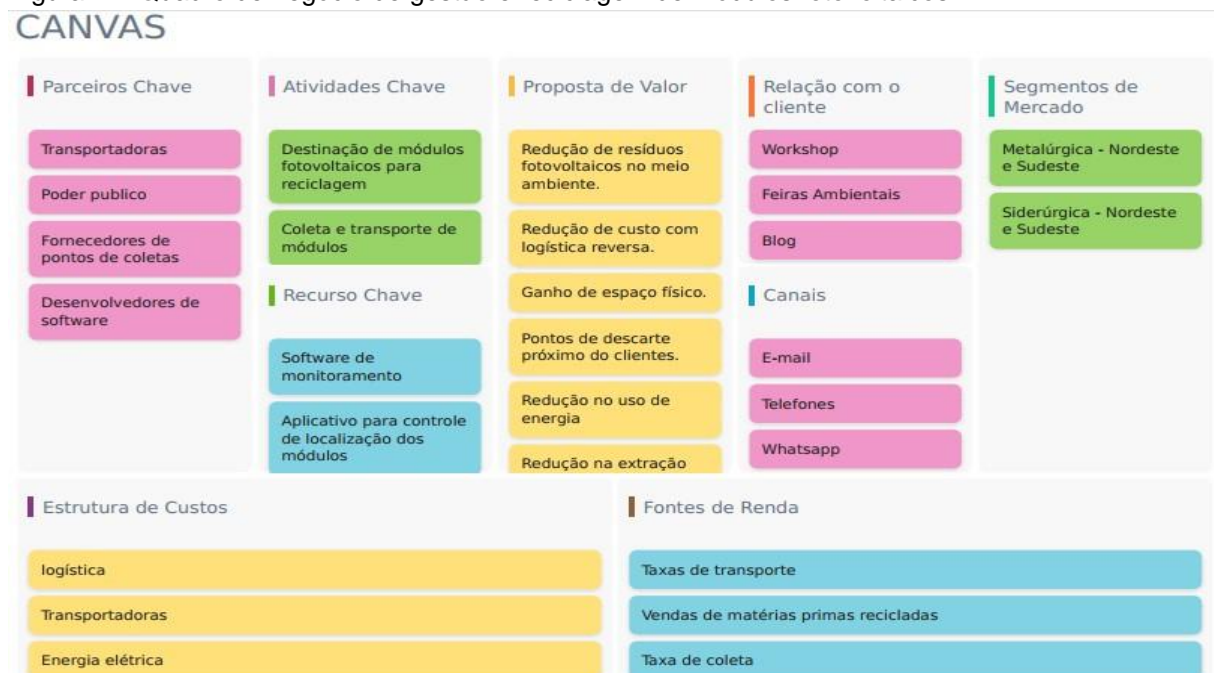 CANVAS
Parceiros Chave
Transportadoras
Poder publico
Fornecedores de
pontos de coletas
Desenvolvedores de
software
Atividades Chave
Destinação de módulos
fotovoltaicos para
reciclagem
Coleta e transporte de
módulos
Recurso Chave
Software de
monitoramento
Aplicativo para controle
de localização dos
módulos
Proposta de Valor
Redução de resíduos
fotovoltaicos no meio
ambiente.
Redução de custo com
logística reversa.
Ganho de espaço físico.
Pontos de descarte
próximo do clientes.
Redução no uso de
energia
Redução na extração
Relação com o
cliente
Workshop
Feiras Ambientais
Blog
Canais
E-mail
Telefones
Whatsapp
Segmentos de
Mercado
Metalúrgica - Nordeste
e Sudeste
Siderúrgica - Nordeste
e Sudeste
Estrutura de Custos
logística
Transportadoras
Energia elétrica
Fontes de Renda
Taxas de transporte
Vendas de matérias primas recicladas
Taxa de coleta